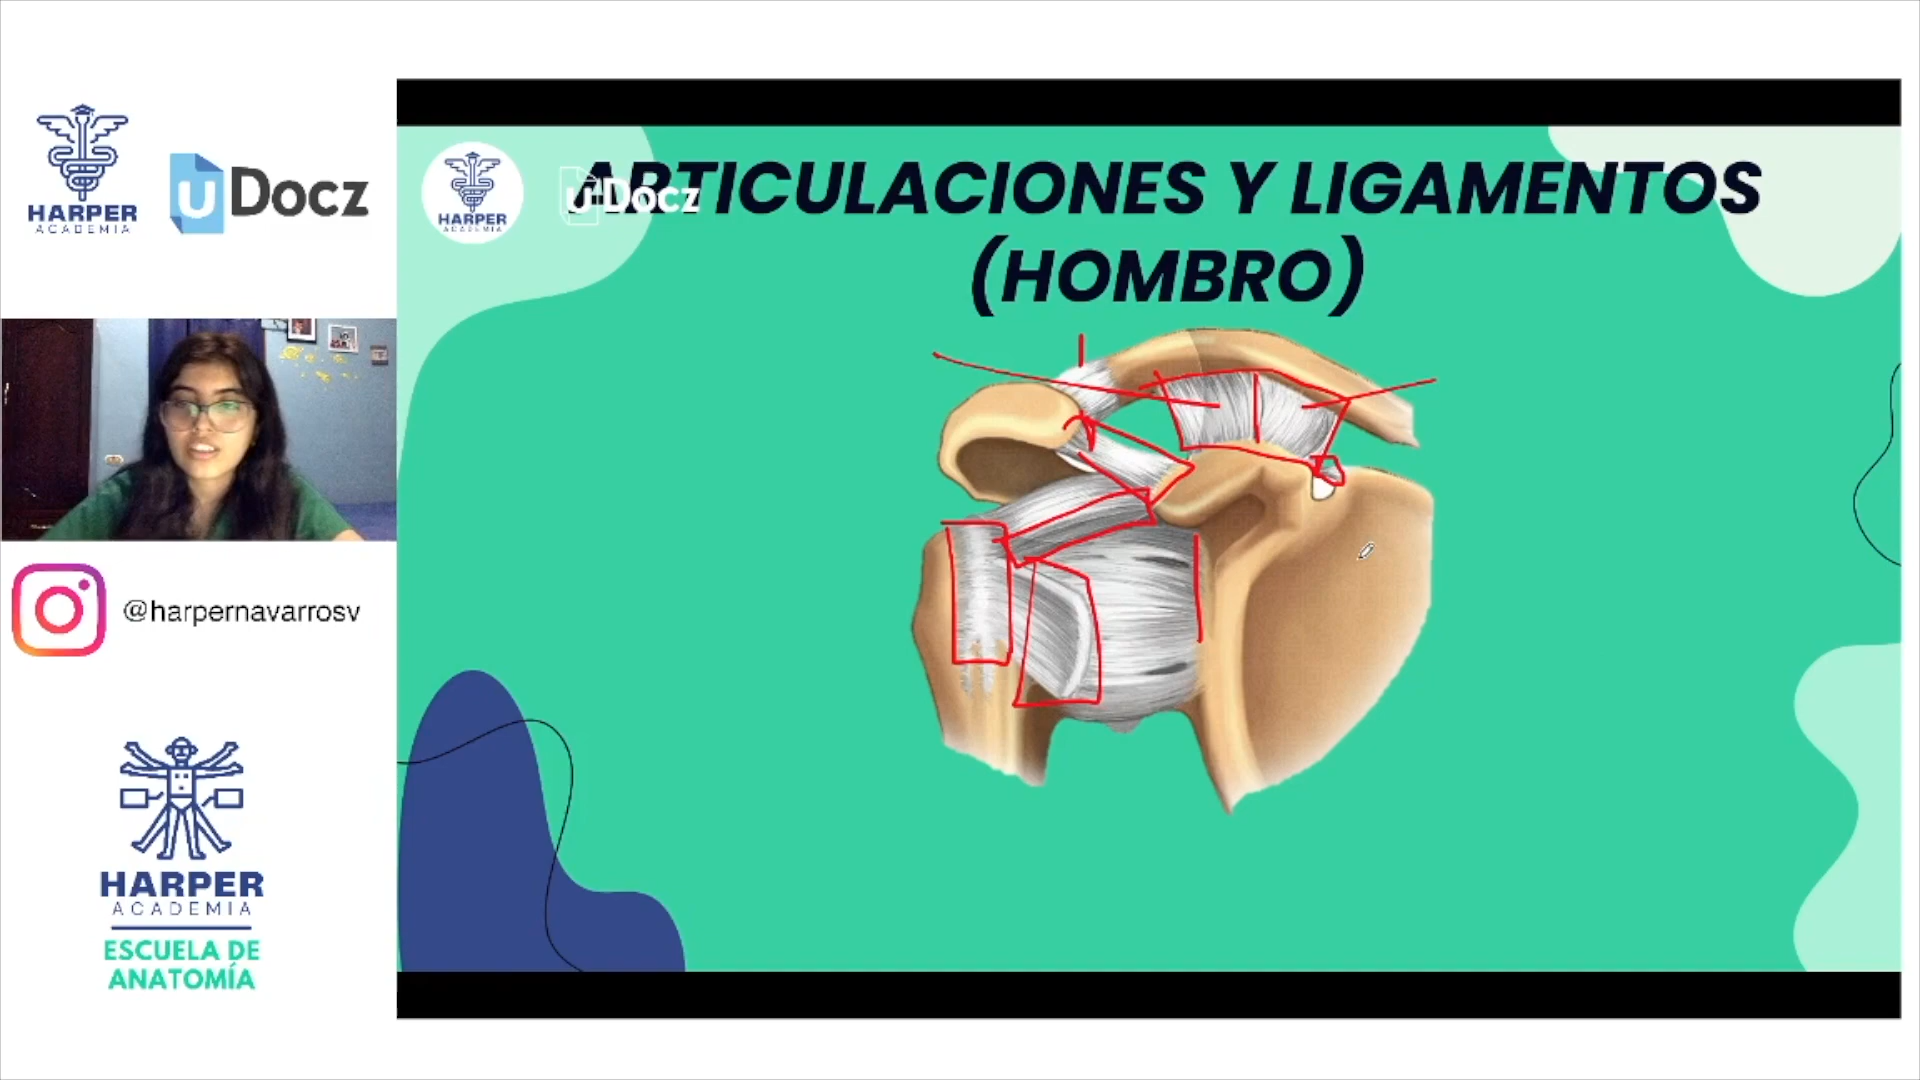 HARPER
ACADEMIA
uDocz
HARPER
ACADEMIA
uDocz
ARTICULACIONES Y LIGAMENTOS
(HOMBRO)
@harpernavarrosv
HARPER
ACADEMIA
ESCUELA DE
ANATOMÍA